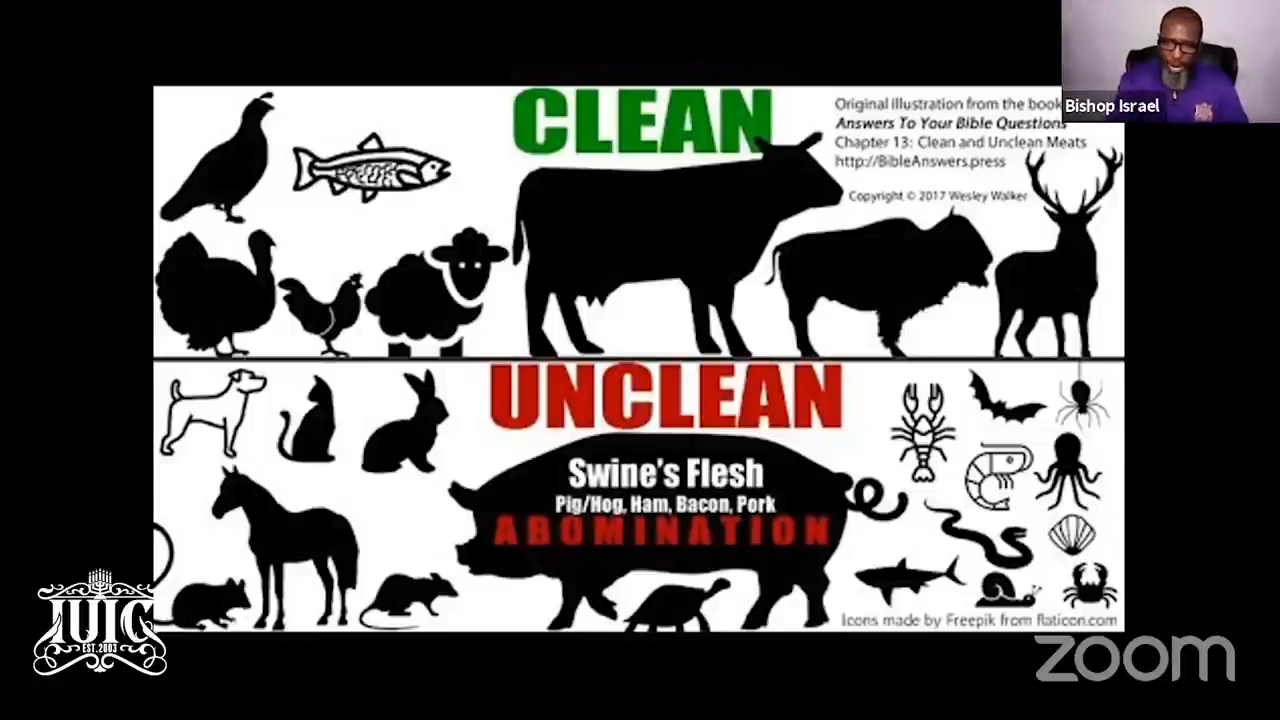 CLEAN
Original illustration from the book
Answers To Your Bible Questions
Chapter 13: Clean and Unclean Meats
http://BibleAnswers.press
Copyright © 2017 Wesley Walker
Bishop Israel
UNCLEAN
Swine's Flesh
Pig/Hog, Ham, Bacon, Pork
ABOMINATION
Icons made by Freepik from flaticon.com
IUIC
EST. 2003
zoom